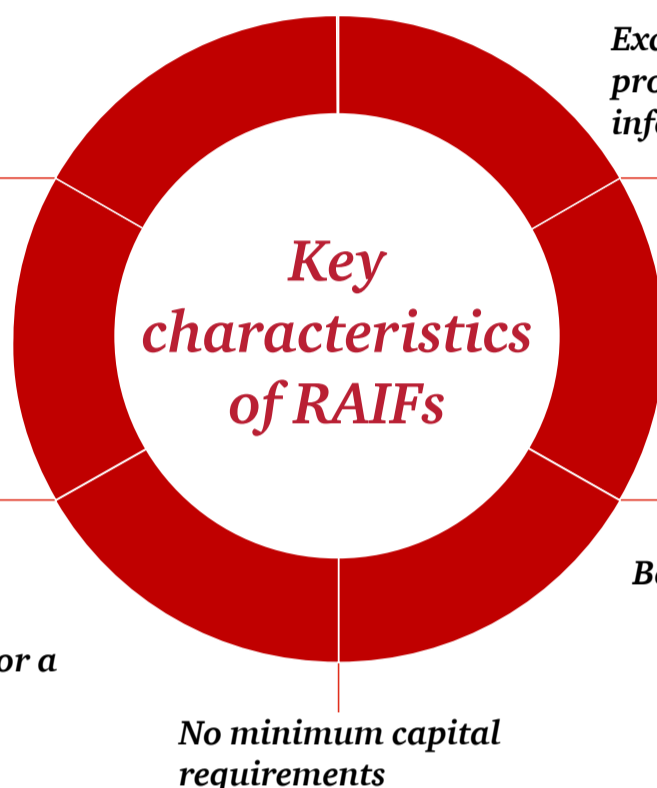 Key
characteristics
of RAIFs
or a
No minimum capital
requirements